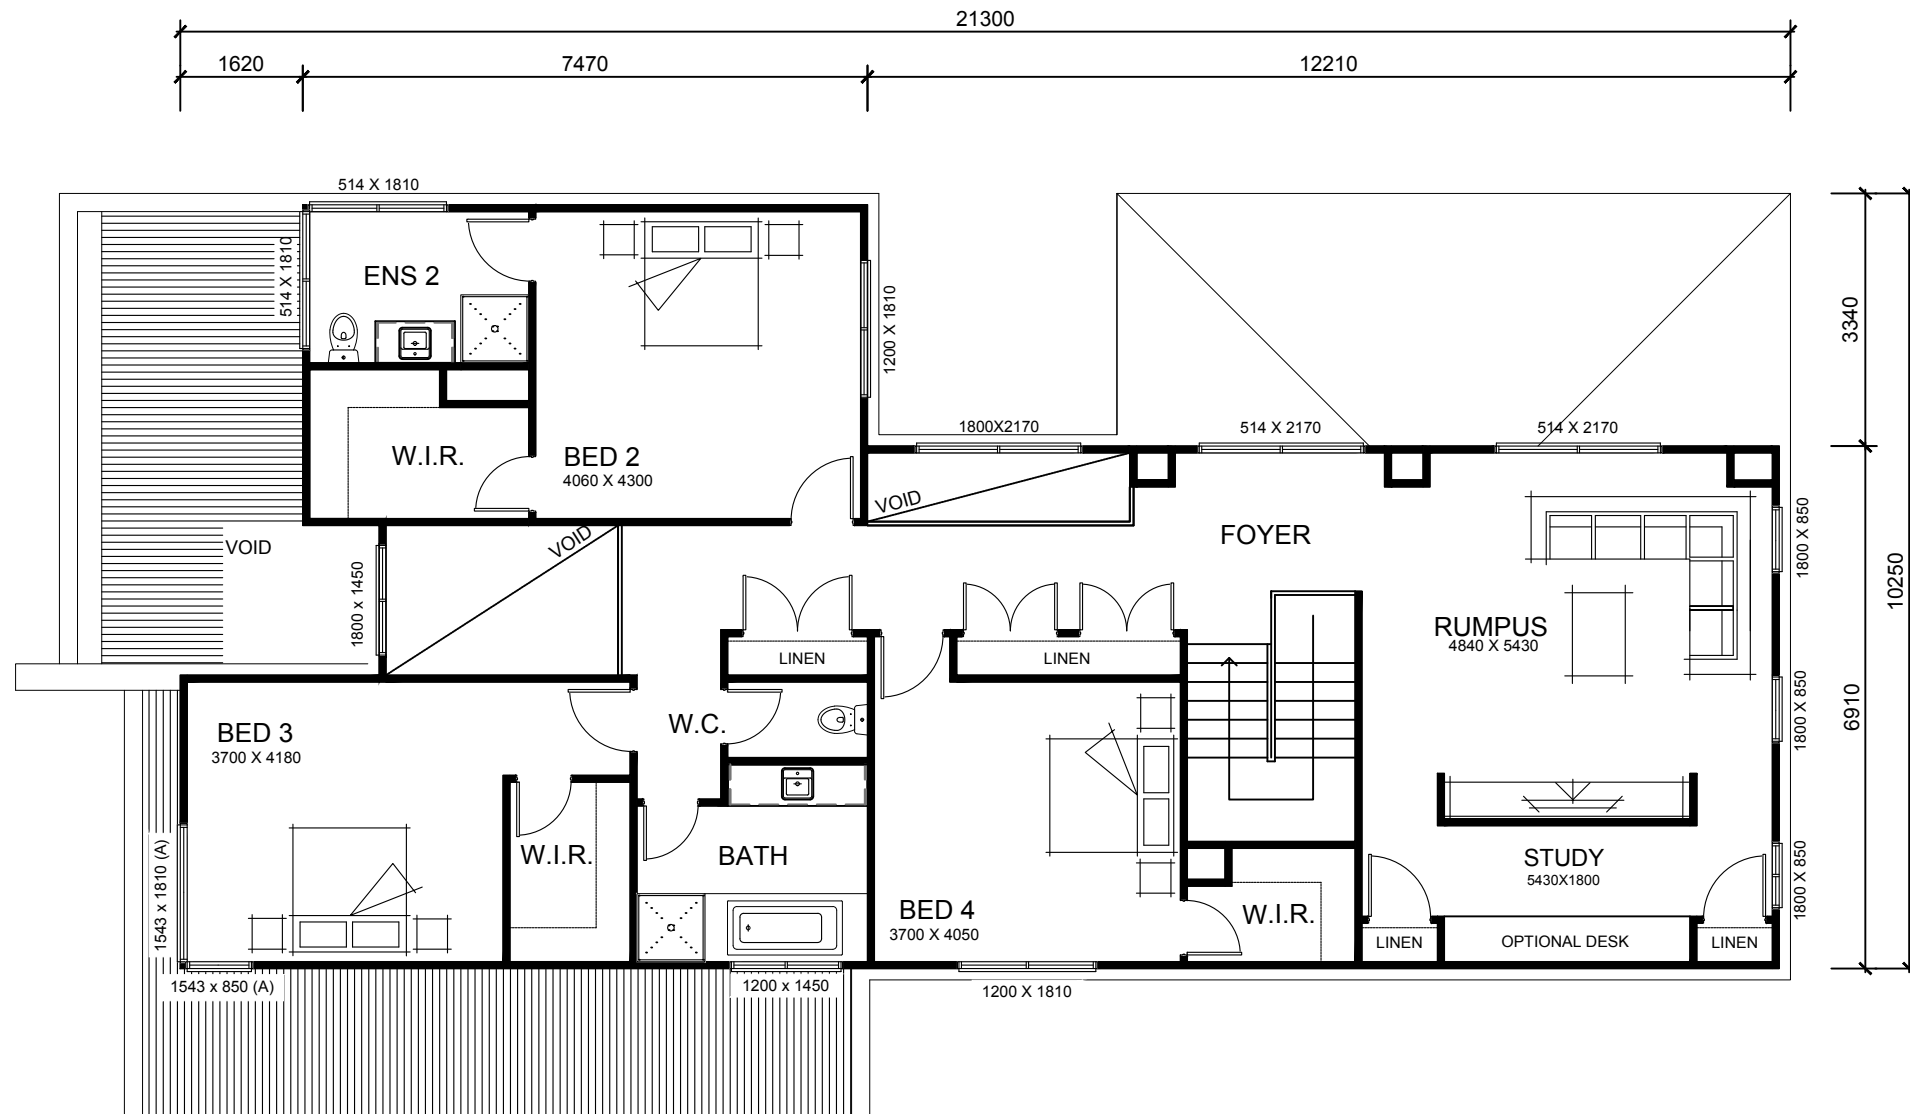 21300
1620
7470
12210
514 X 1810
514 X 1810
ENS 2
1200 X 1810
3340
10250
W.I.R.
BED 2
4060 X 4300
1800X2170
514 X 2170
514 X 2170
VOID
VOID
VOID
FOYER
1800 X 850
1800 x 1450
RUMPUS
4840 X 5430
LINEN
LINEN
6910
BED 3
3700 X 4180
W.C.
1800 X 850
W.I.R.
BATH
STUDY
5430X1800
1800 X 850
1543 x 1810 (A)
BED 4
3700 X 4050
W.I.R.
a
a
LINEN
OPTIONAL DESK
LINEN
1543 x 850 (A)
1200 x 1450
1200 X 1810